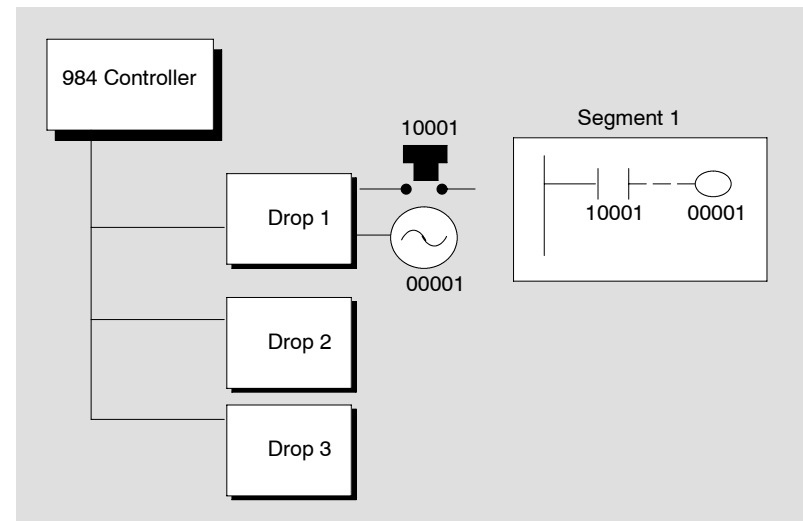 984 Controller
10001
Segment 1
Drop 1
10001 00001
00001
Drop 2
Drop 3